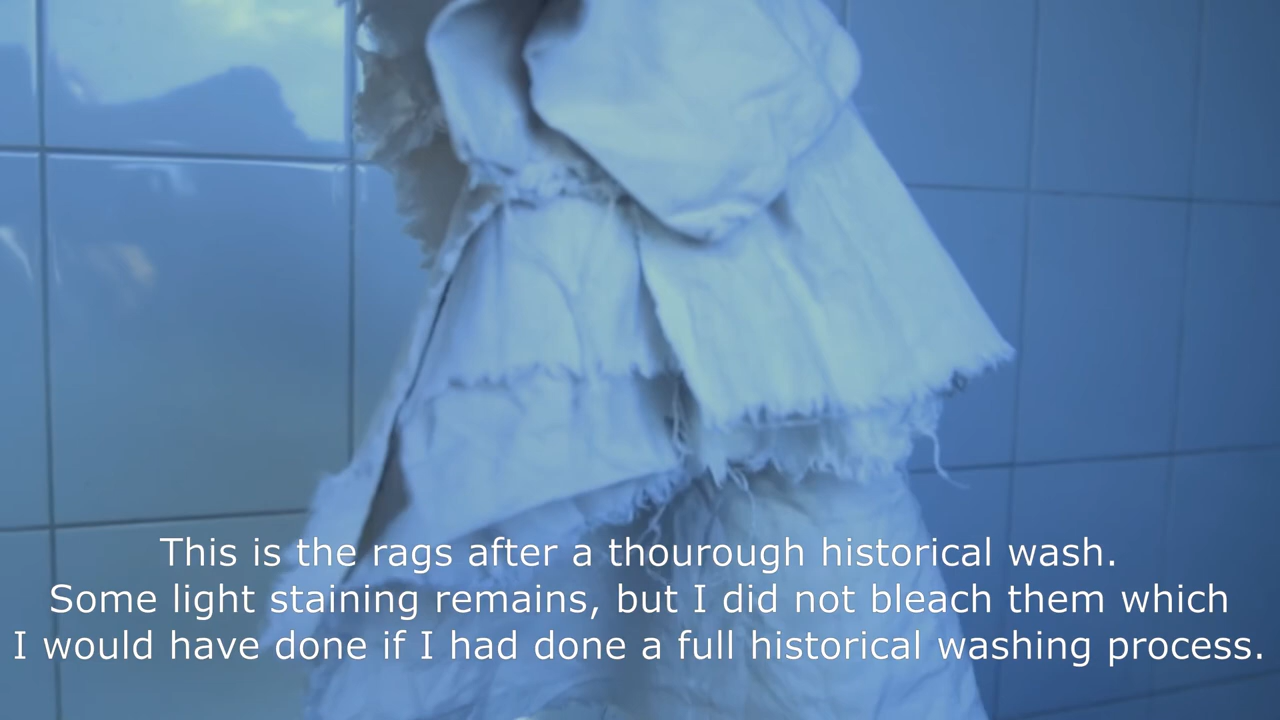 This is the rags after a thourough historical wash.
Some light staining remains, but I did not bleach them which
I would have done if I had done a full historical washing process.